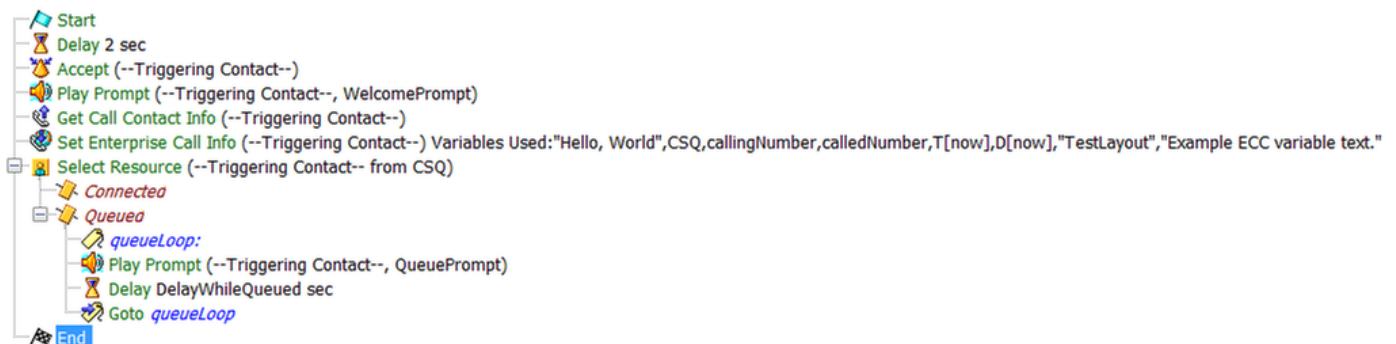 Start
Delay 2 sec
Accept (--Triggering Contact--)
Play Prompt (--Triggering Contact--, WelcomePrompt)
Get Call Contact Info (--Triggering Contact--)
Set Enterprise Call Info (--Triggering Contact--) Variables Used:"Hello, World",CSQ,callingNumber,calledNumber,T[now],D[now],"TestLayout","Example ECC variable text."
Select Resource (--Triggering Contact-- from CSQ)
Connected
Queued
queueLoop:
Play Prompt (--Triggering Contact--, QueuePrompt)
Delay DelayWhileQueued sec
Goto queueLoop
End